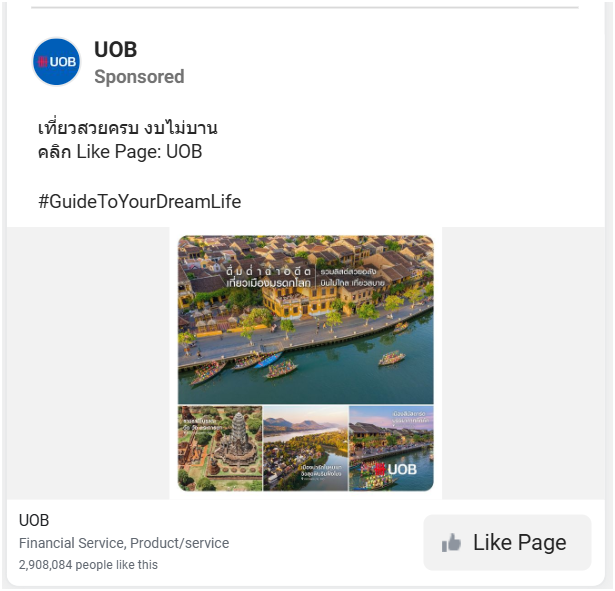 UOB
UOB
Sponsored
เที่ยวสวยครบ งบไม่บาน
คลิก Like Page: UOB
#GuideToYourDreamLife
ดื่มด่ำฉ่ำอดีต
เที่ยวเมืองมรดกโลก
รวมลิสต์สวยอลัง
บินไม่ไกล เที่ยวสบาย
UOB
UOB
Financial Service, Product/service
2,908,084 people like this
Like Page